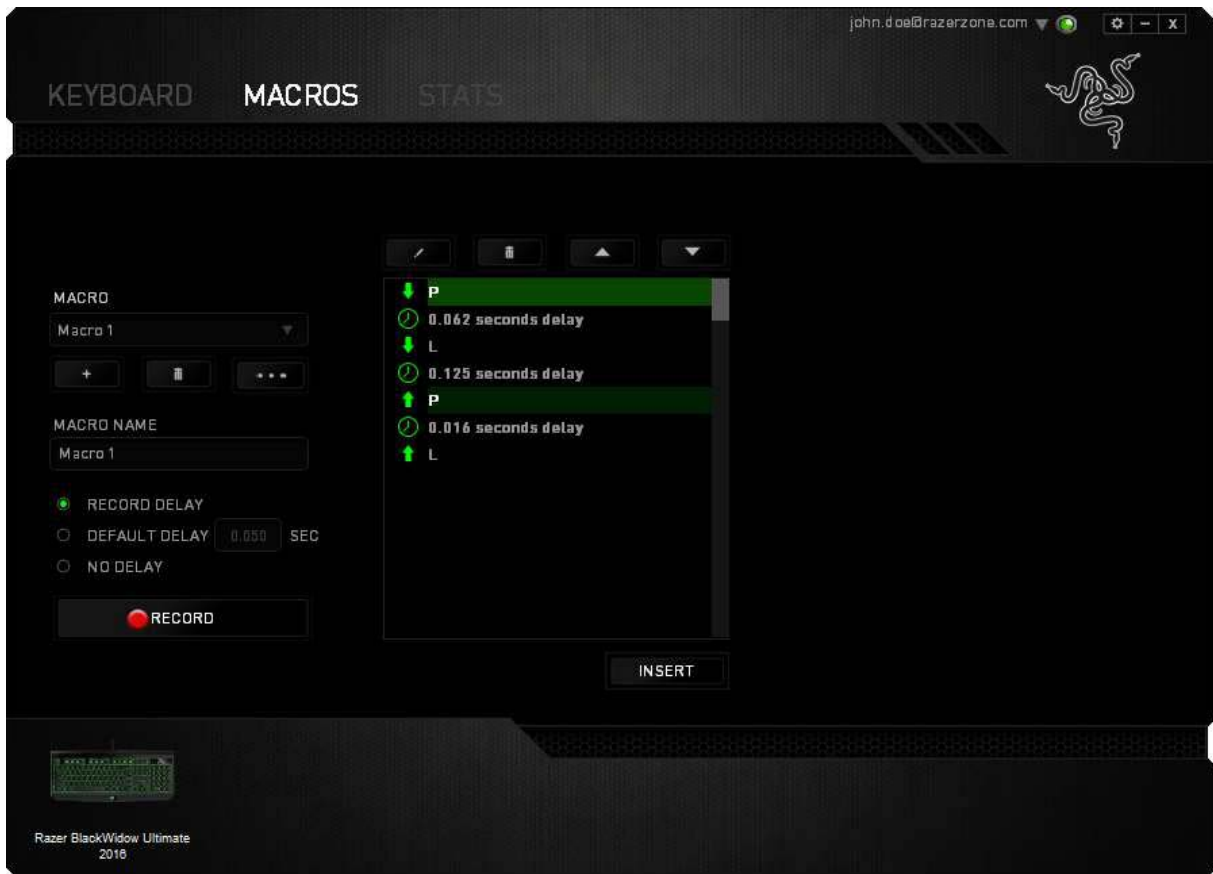 john.doe@razerzone.com
X
KEYBOARD MACROS STATS
MACRO
Macro 1
+
MACRO NAME
Macro 1
RECORD DELAY
DEFAULT DELAY 0.050 SEC
NO DELAY
RECORD
P
0.062 seconds delay
L
0.125 seconds delay
P
0.016 seconds delay
L
INSERT
Razer BlackWidow Ultimate
2016